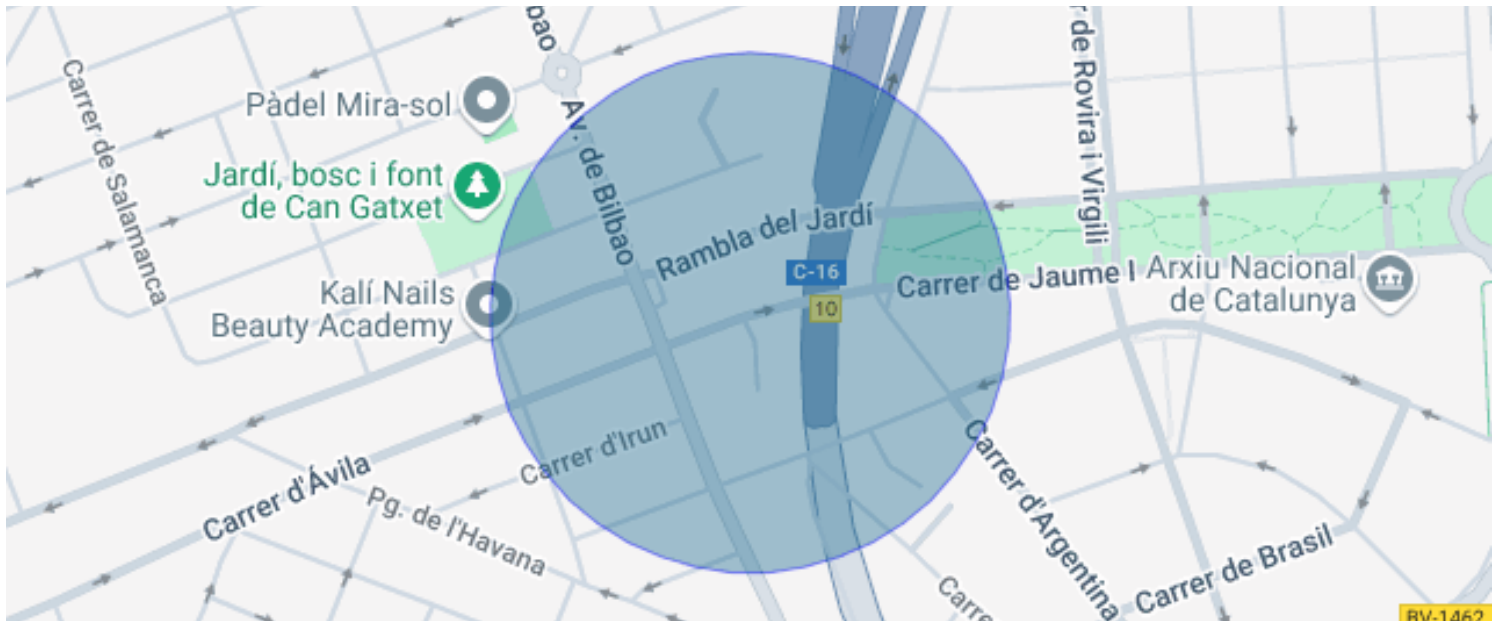 bao
r de Rovira i Virgili
Carrer de Salamanca
Pàdel Mira-sol
Av. de Bilbao
Jardí, bosc i font
de Can Gatxet
Rambla del Jardí
C-16
10
Carrer de Jaume I
Arxiu Nacional
de Catalunya
Kalí Nails
Beauty Academy
Carrer d'Irun
Carrer d'Ávila
Pg. de l'Havana
Carrer d'Argentina
Carrer de Brasil
Carre
BV-1462